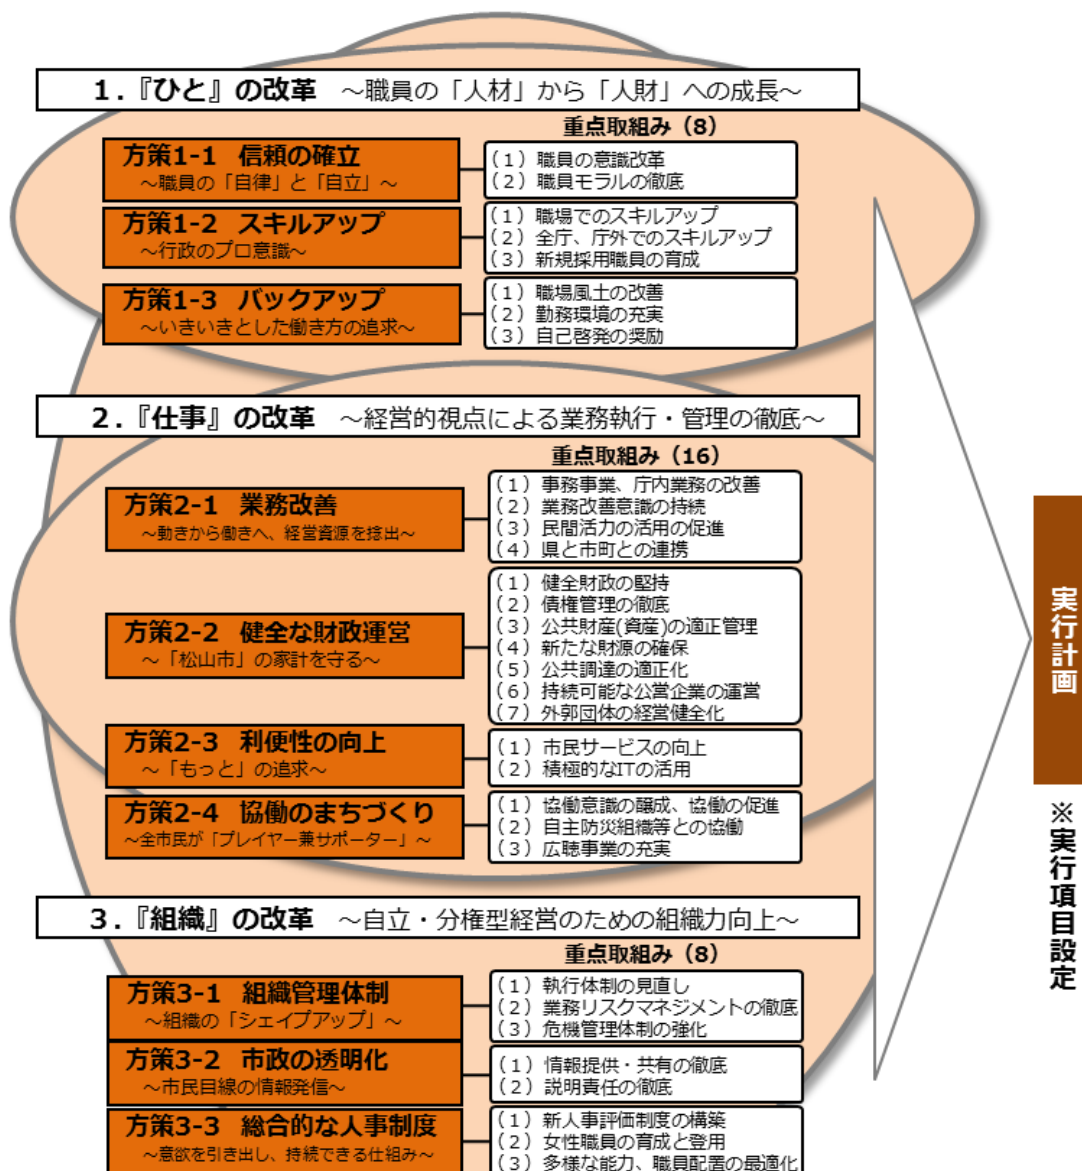 1.『ひと』の改革 ～職員の「人材」から「人財」への成長～
重点取組み（8）
方策1-1 信頼の確立
～職員の「自律」と「自立」～
（1）職員の意識改革
（2）職員モラルの徹底
方策1-2 スキルアップ
～行政のプロ意識～
（1）職場でのスキルアップ
（2）全庁、庁外でのスキルアップ
（3）新規採用職員の育成
方策1-3 バックアップ
～いきいきとした働き方の追求～
（1）職場風土の改善
（2）勤務環境の充実
（3）自己啓発の奨励
2.『仕事』の改革 ～経営的視点による業務執行・管理の徹底～
重点取組み（16）
方策2-1 業務改善
～動きから働きへ、経営資源を捻出～
（1）事務事業、庁内業務の改善
（2）業務改善意識の持続
（3）民間活力の活用の促進
（4）県と市町との連携
方策2-2 健全な財政運営
～「松山市」の家計を守る～
（1）健全財政の堅持
（2）債権管理の徹底
（3）公共財産(資産)の適正管理
（4）新たな財源の確保
（5）公共調達の適正化
（6）持続可能な公営企業の運営
（7）外郭団体の経営健全化
方策2-3 利便性の向上
～「もっと」の追求～
（1）市民サービスの向上
（2）積極的なITの活用
方策2-4 協働のまちづくり
～全市民が「プレイヤー兼サポーター」～
（1）協働意識の醸成、協働の促進
（2）自主防災組織等との協働
（3）広聴事業の充実
3.『組織』の改革 ～自立・分権型経営のための組織力向上～
重点取組み（8）
方策3-1 組織管理体制
～組織の「シェイプアップ」～
（1）執行体制の見直し
（2）業務リスクマネジメントの徹底
（3）危機管理体制の強化
方策3-2 市政の透明化
～市民目線の情報発信～
（1）情報提供・共有の徹底
（2）説明責任の徹底
方策3-3 総合的な人事制度
～意欲を引き出し、持続できる仕組み～
（1）新人事評価制度の構築
（2）女性職員の育成と登用
（3）多様な能力、職員配置の最適化
実行計画
※実行項目設定